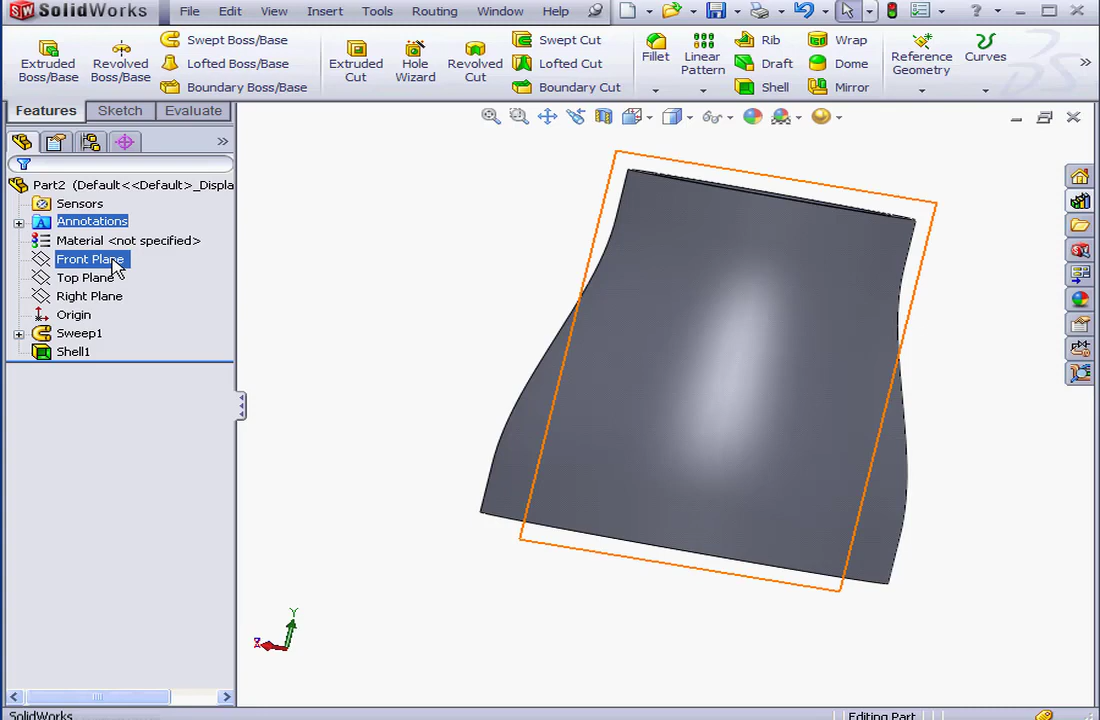 SolidWorks File Edit View Insert Tools Routing Window Help
Extruded Boss/Base
Revolved Boss/Base
Swept Boss/Base
Lofted Boss/Base
Boundary Boss/Base
Extruded Cut
Hole Wizard
Revolved Cut
Swept Cut
Lofted Cut
Boundary Cut
Fillet
Linear Pattern
Rib
Draft
Shell
Wrap
Dome
Mirror
Reference Geometry
Curves
Features Sketch Evaluate
Part2 (Default<<Default>_Displa
Sensors
Annotations
Material <not specified>
Front Plane
Top Plane
Right Plane
Origin
Sweep1
Shell1
Y
SolidWorks Editing Part